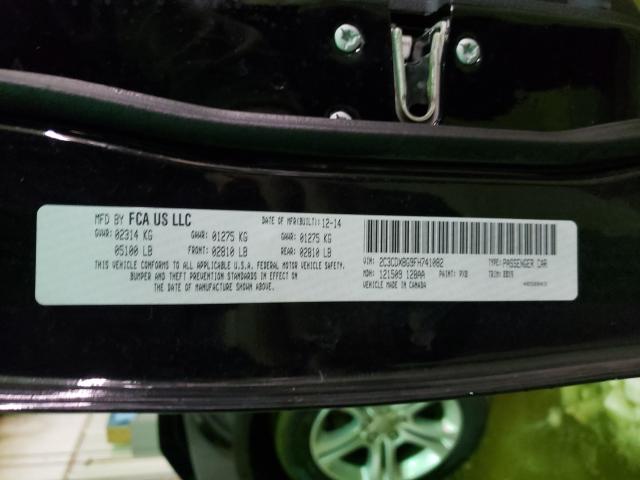 MFD BY FCA US LLC DATE OF MFR(BUILT):12-14
GVWR: 02314 KG GAWR: 01275 KG GAWR: 01275 KG
05100 LB FRONT: 02810 LB REAR: 02810 LB
THIS VEHICLE CONFORMS TO ALL APPLICABLE U.S.A. FEDERAL MOTOR VEHICLE SAFETY,
BUMPER AND THEFT PREVENTION STANDARDS IN EFFECT ON
THE DATE OF MANUFACTURE SHOWN ABOVE.
VIN: 2C3CDXBG9FH741082 TYPE: PASSENGER CAR
MDH: 121509 128AA PAINT: PX8 TRIM:
VEHICLE MADE IN CANADA